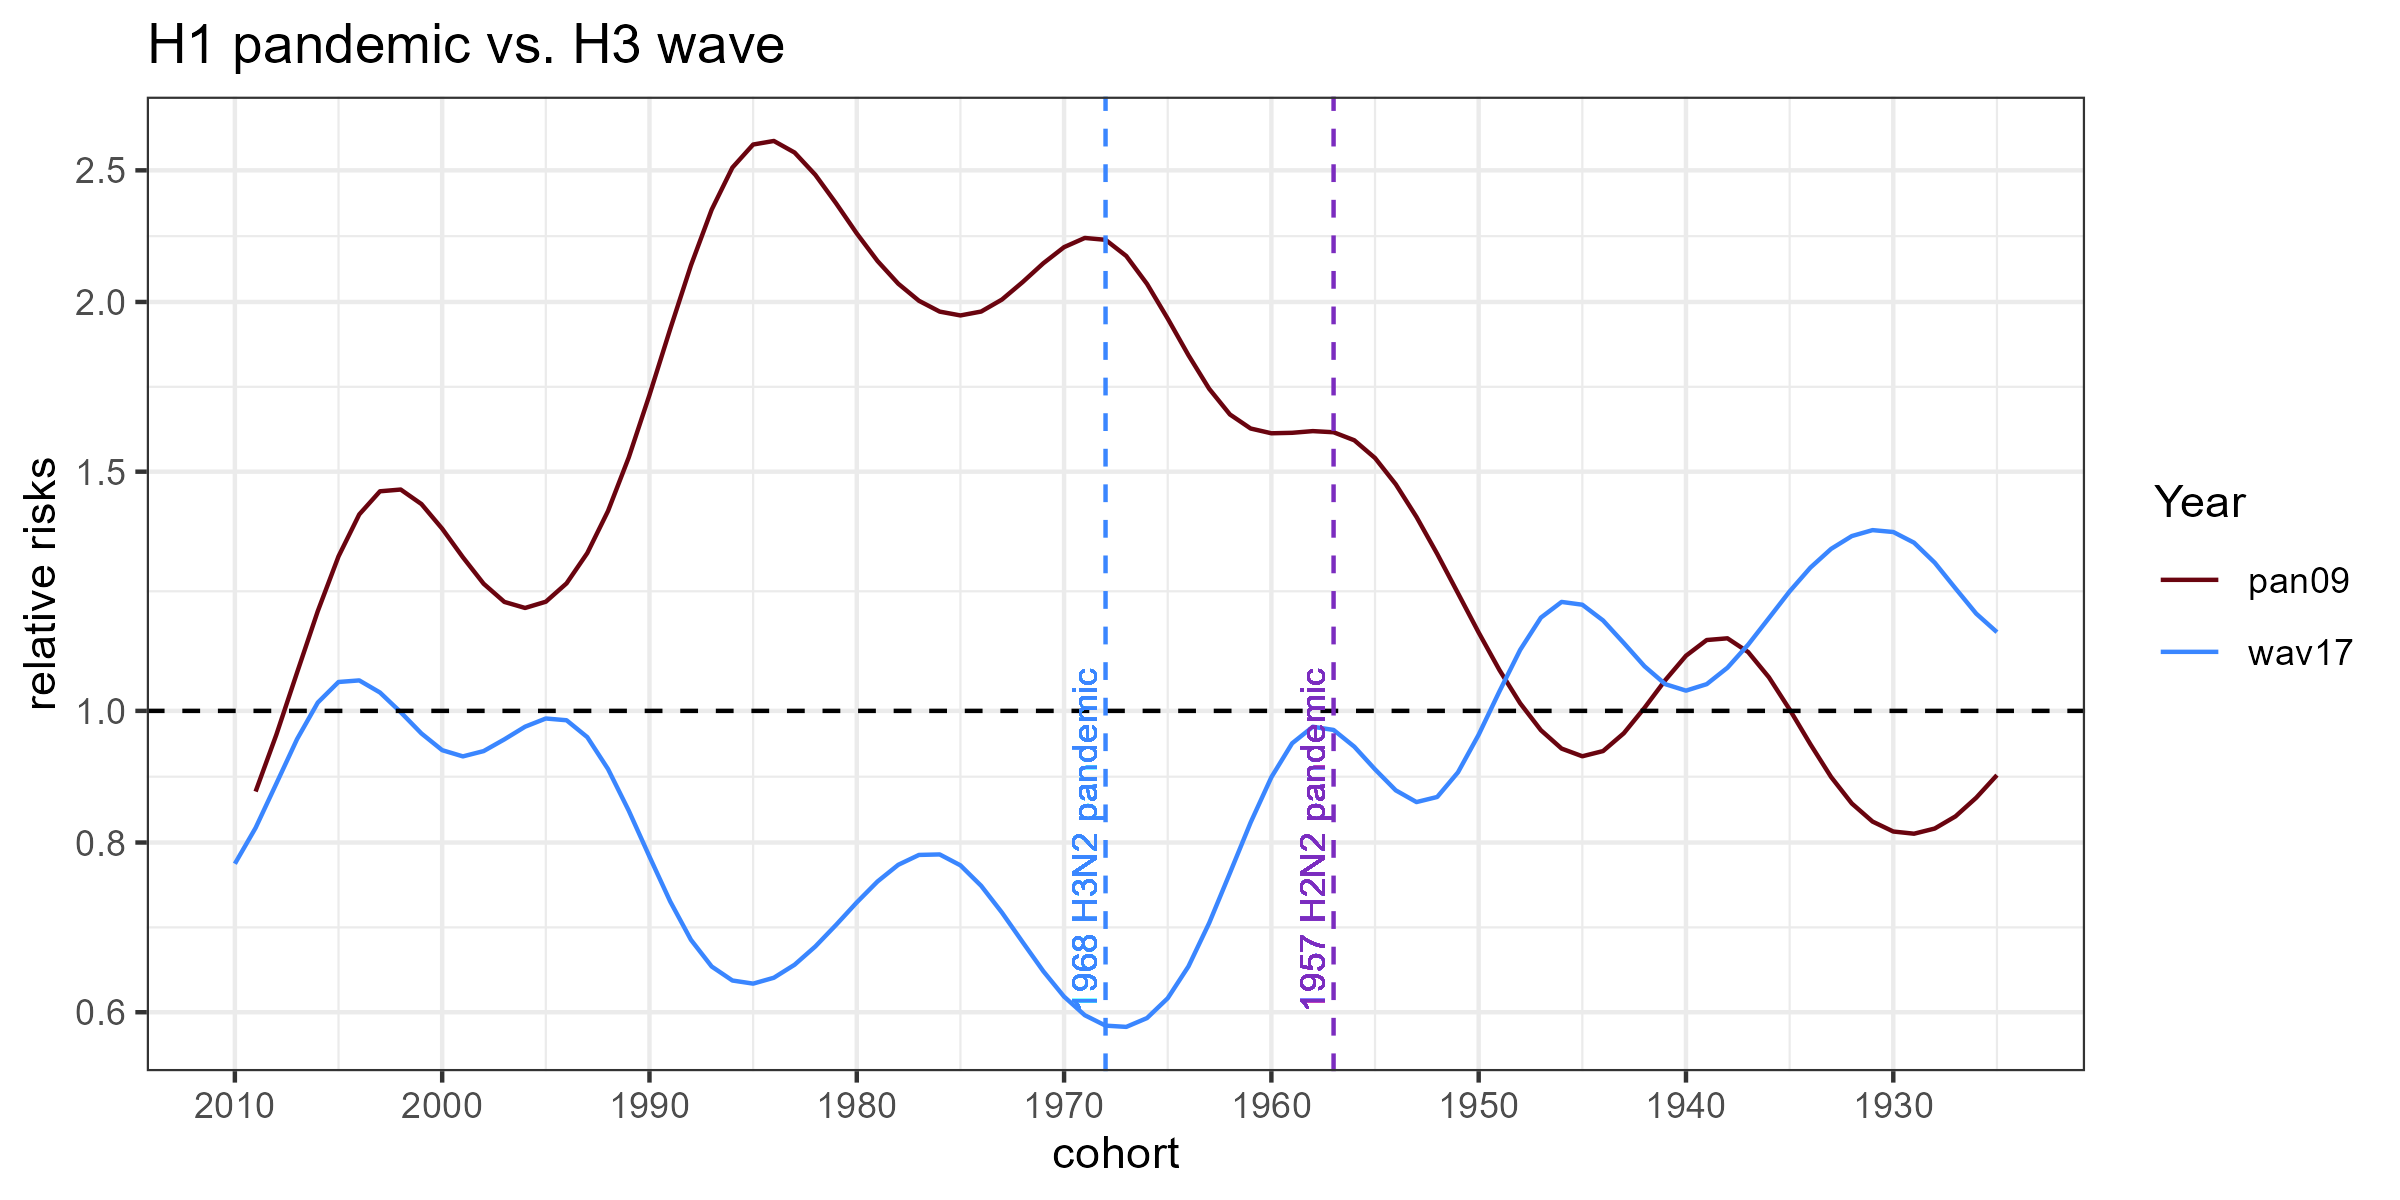 H1 pandemic vs. H3 wave
relative risks
2.5
2.0
1.5
1.0
0.8
0.6
1968 H3N2 pandemic
1957 H2N2 pandemic
2010
2000
1990
1980
1970
1960
1950
1940
1930
cohort
Year
pan09
wav17